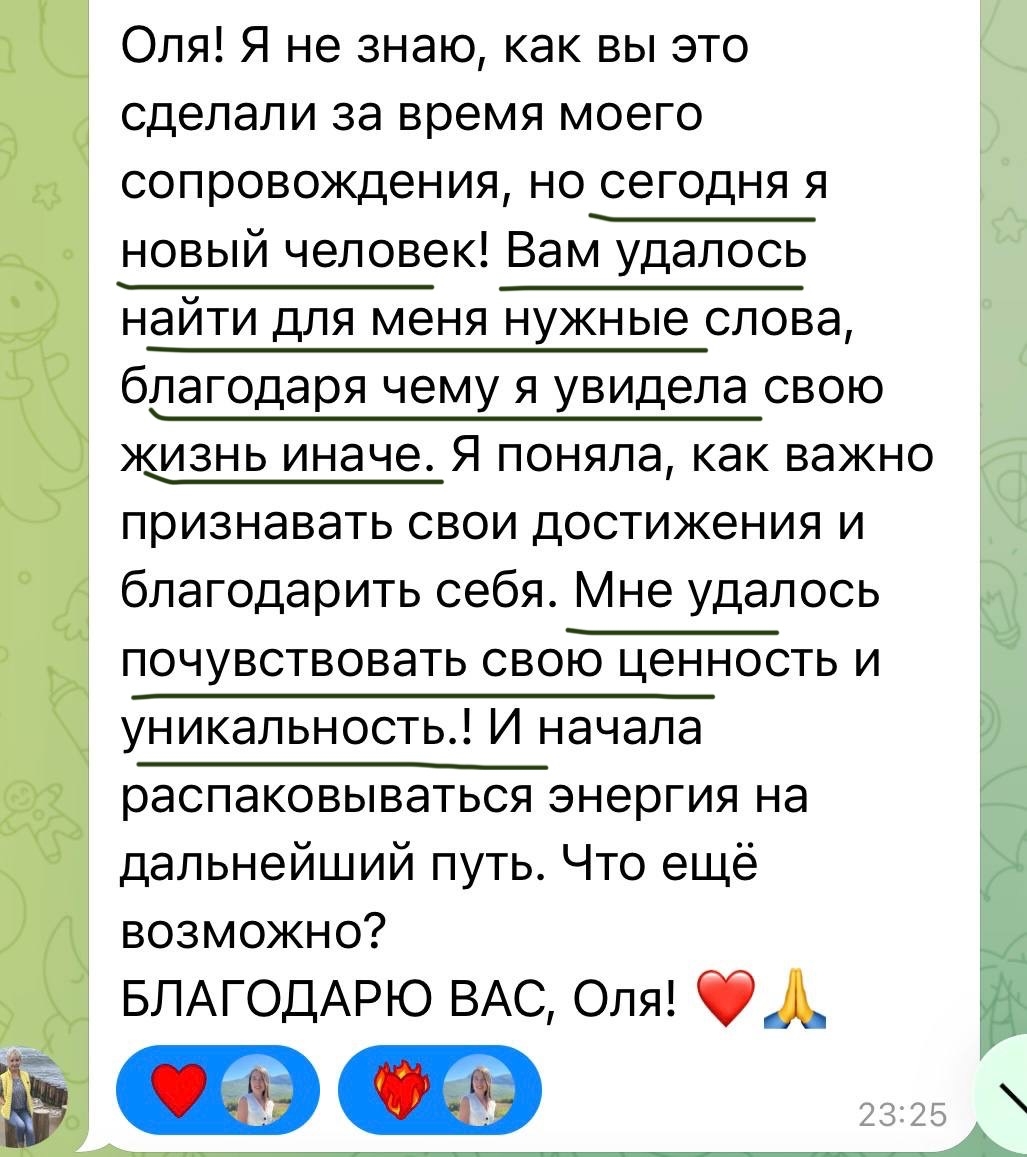 Оля! Я не знаю, как вы это
сделали за время моего
сопровождения, но сегодня я
новый человек! Вам удалось
найти для меня нужные слова,
благодаря чему я увидела свою
жизнь иначе. Я поняла, как важно
признавать свои достижения и
благодарить себя. Мне удалось
почувствовать свою ценность и
уникальность.! И начала
распаковываться энергия на
дальнейший путь. Что ещё
возможно?
БЛАГОДАРЮ ВАС, Оля! ❤️🙏
23:25